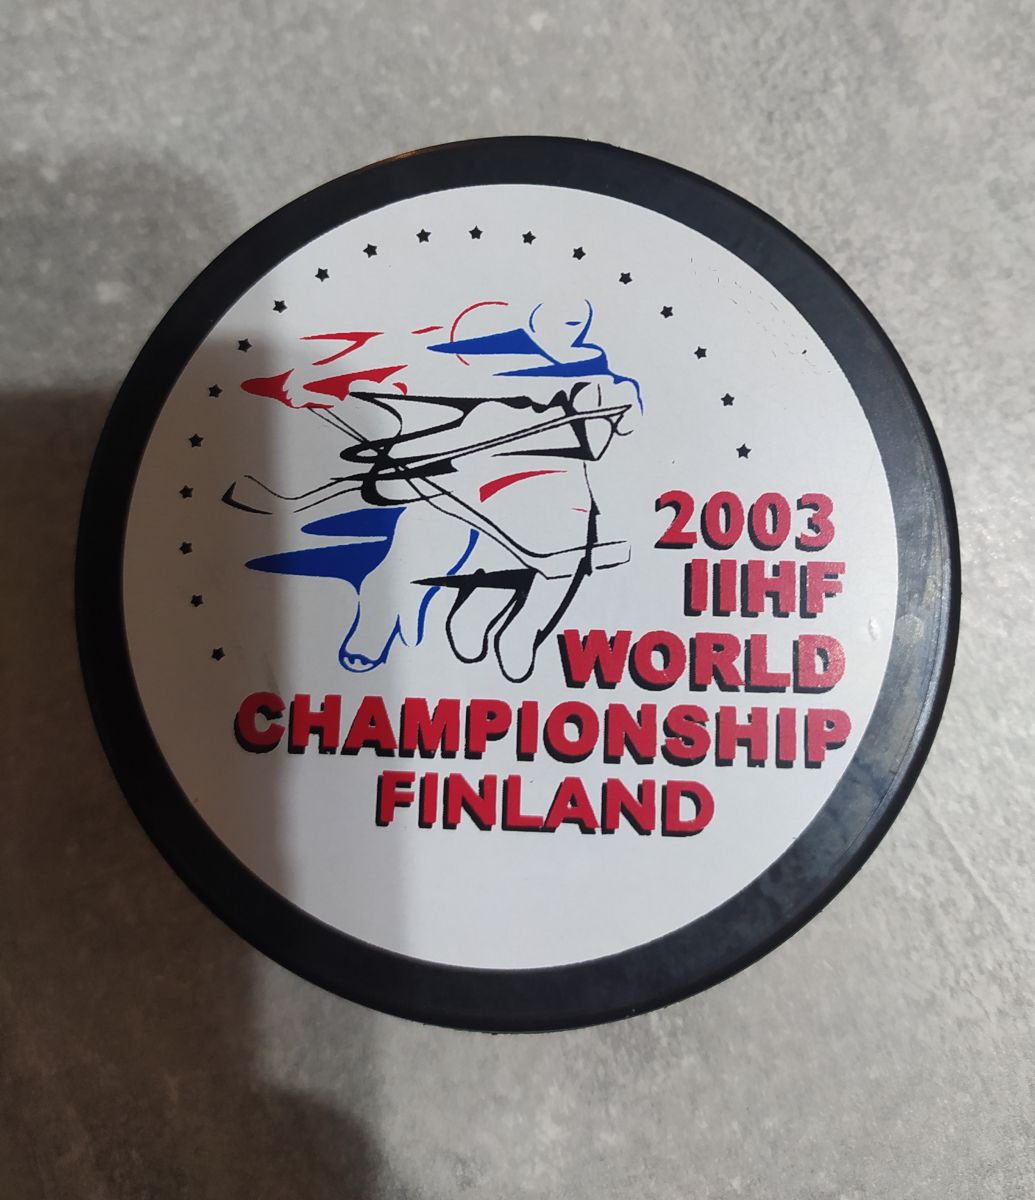 2003
IIHF
WORLD
CHAMPIONSHIP
FINLAND